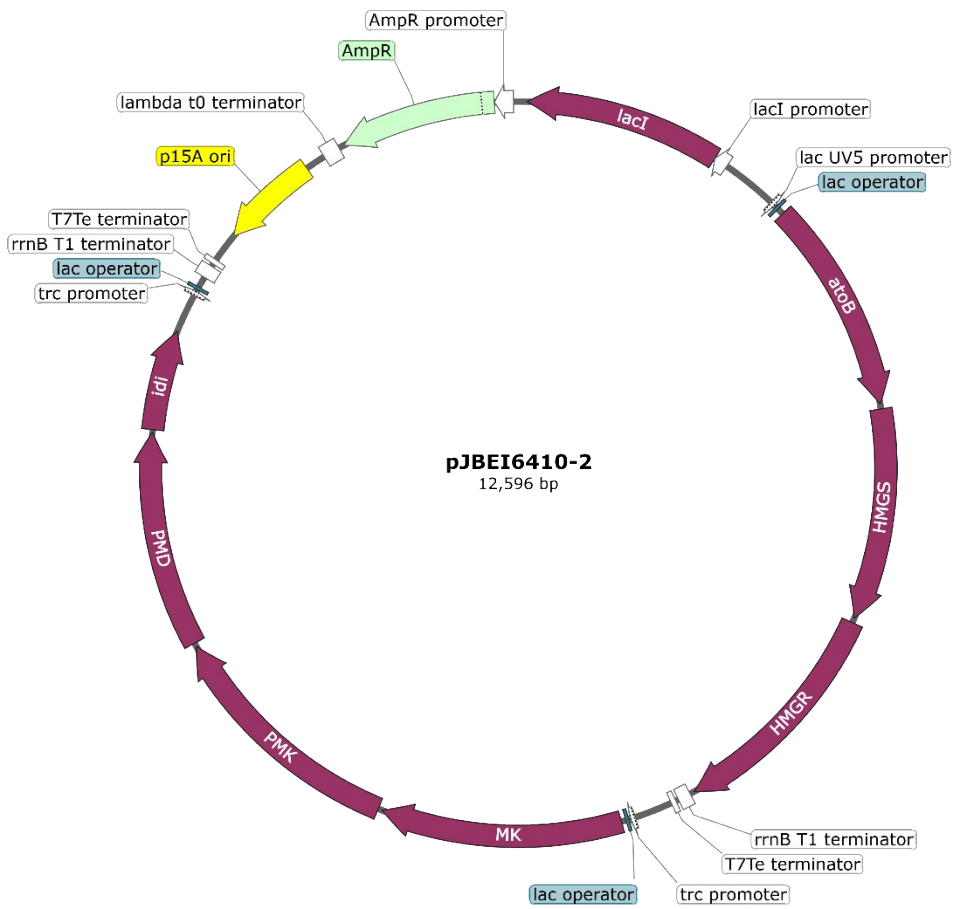 AmpR promoter
AmpR
lambda t0 terminator
lacI
lacI promoter
p15A ori
lac UV5 promoter
lac operator
T7Te terminator
rrnB T1 terminator
lac operator
trc promoter
atoB
idi
pJBEI6410-2
12,596 bp
HMGS
PMD
HMGR
PMK
MK
rrnB T1 terminator
T7Te terminator
lac operator
trc promoter